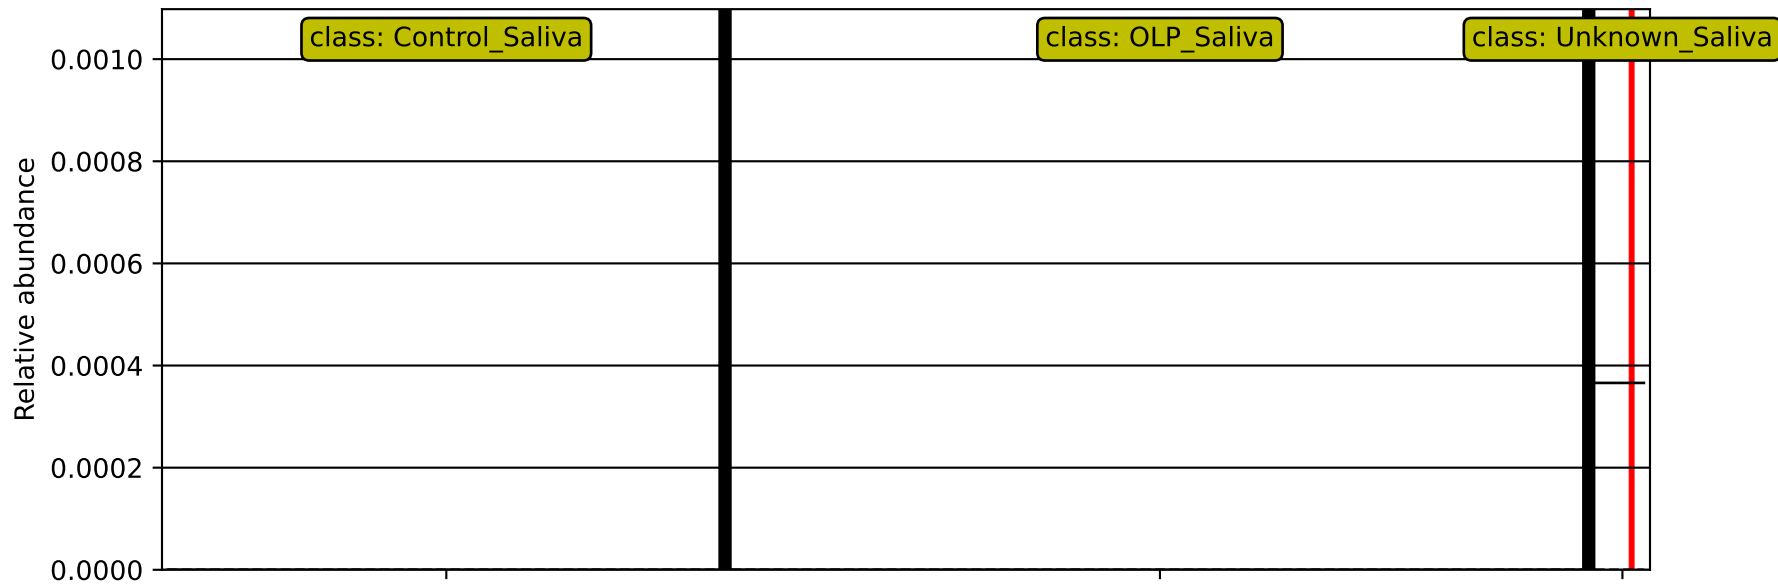 class: Control_Saliva
class: OLP_Saliva
class: Unknown_Saliva
0.0010
0.0008
0.0006
0.0004
0.0002
0.0000
Relative abundance